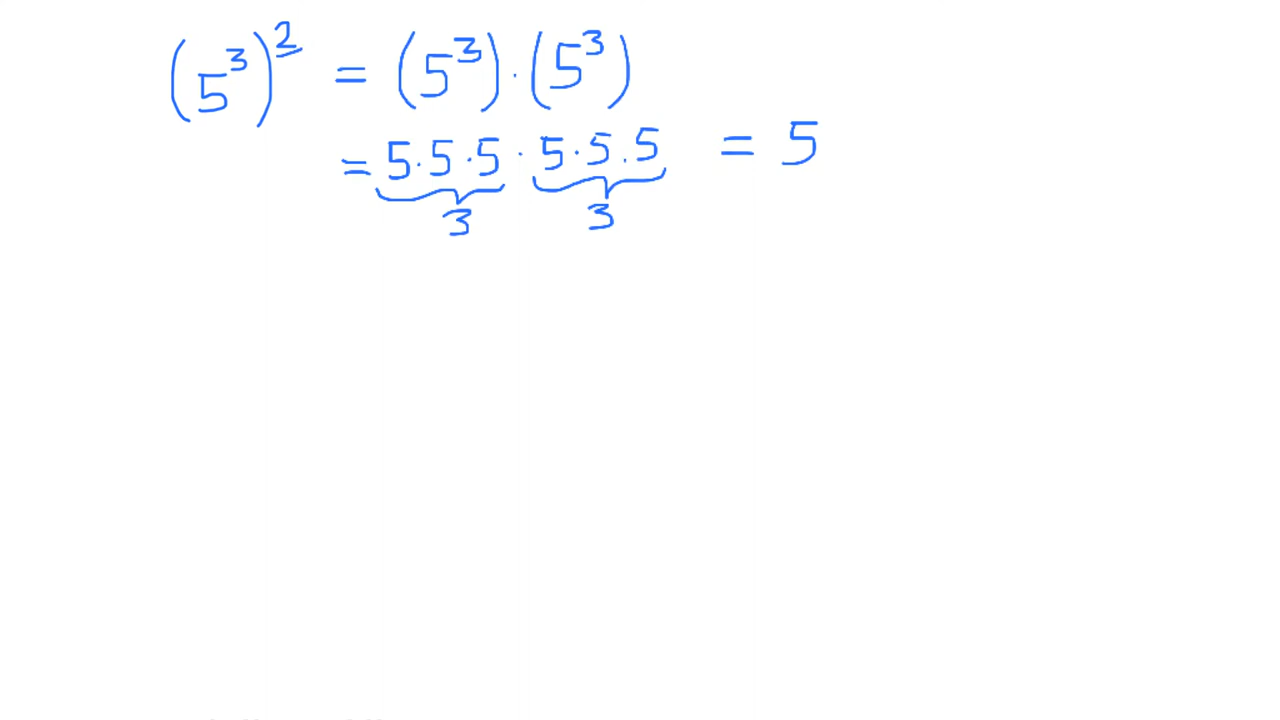 (5³)² = (5³)·(5³)
= 5·5·5 · 5·5·5 = 5
3 3